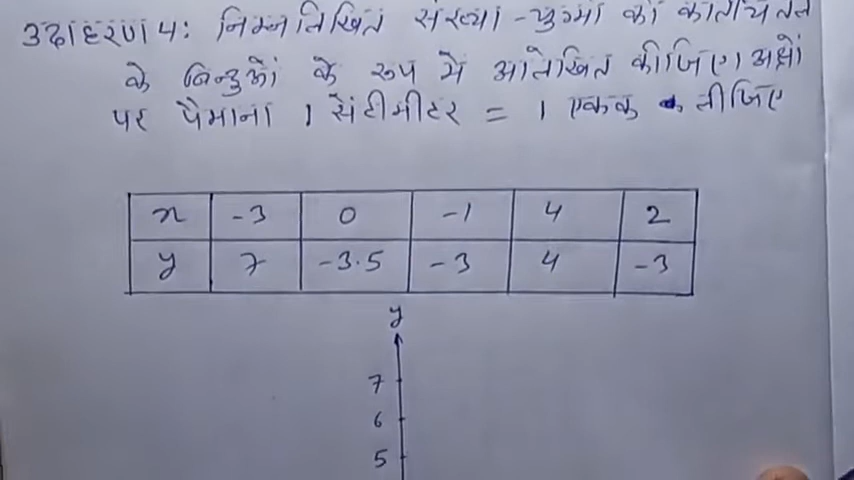 उदाहरण 4: निम्नलिखित संख्या-युग्मों को कार्तीय तल
के बिन्दुओं के रूप में आलेखित कीजिए। अक्षों
पर पैमाना 1 सेंटीमीटर = 1 एकक लीजिए
x -3 0 -1 4 2
y 7 -3.5 -3 4 -3
y
7
6
5